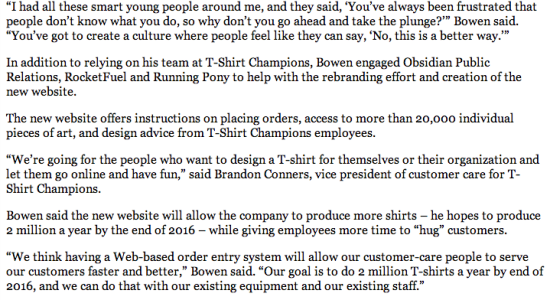 “I had all these smart young people around me, and they said, ‘You’ve always been frustrated that
people don’t know what you do, so why don’t you go ahead and take the plunge?’” Bowen said.
“You’ve got to create a culture where people feel like they can say, ‘No, this is a better way.’”
In addition to relying on his team at T-Shirt Champions, Bowen engaged Obsidian Public
Relations, RocketFuel and Running Pony to help with the rebranding effort and creation of the
new website.
The new website offers instructions on placing orders, access to more than 20,000 individual
pieces of art, and design advice from T-Shirt Champions employees.
“We’re going for the people who want to design a T-shirt for themselves or their organization and
let them go online and have fun,” said Brandon Conners, vice president of customer care for T-
Shirt Champions.
Bowen said the new website will allow the company to produce more shirts – he hopes to produce
2 million a year by the end of 2016 – while giving employees more time to “hug” customers.
“We think having a Web-based order entry system will allow our customer-care people to serve
our customers faster and better,” Bowen said. “Our goal is to do 2 million T-shirts a year by end of
2016, and we can do that with our existing equipment and our existing staff.”